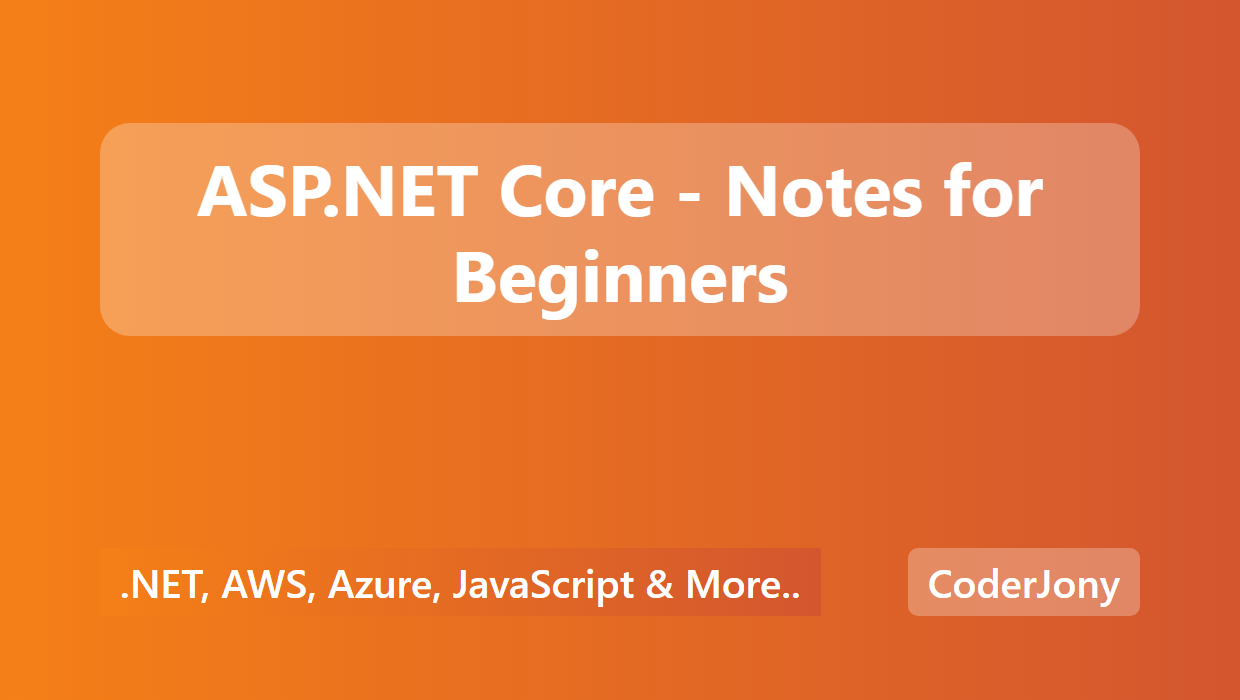 ASP.NET Core - Notes for
Beginners
.NET, AWS, Azure, JavaScript & More..
CoderJony